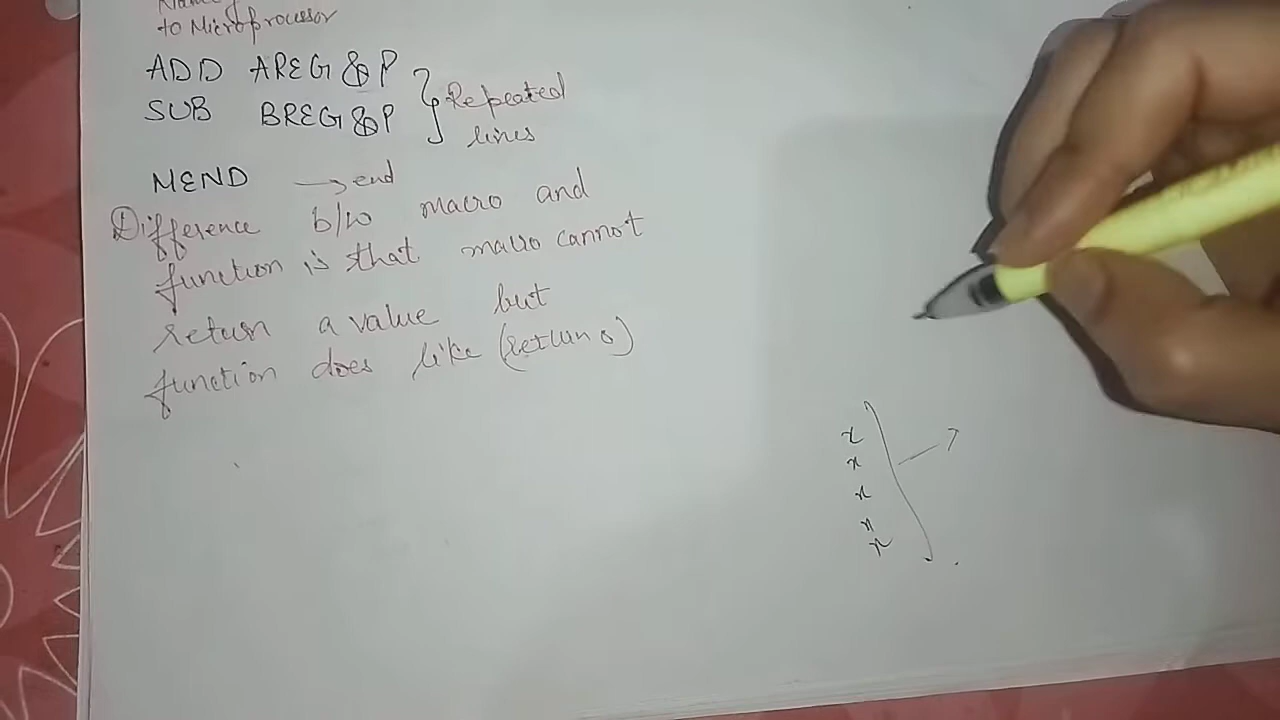 to Microprocessor
ADD AREG &P
SUB BREG &P
} Repeated
lines
MEND → end
Difference b/w macro and
function is that macro cannot
return a value but
function does like (return 0)
x
x
x
x
x